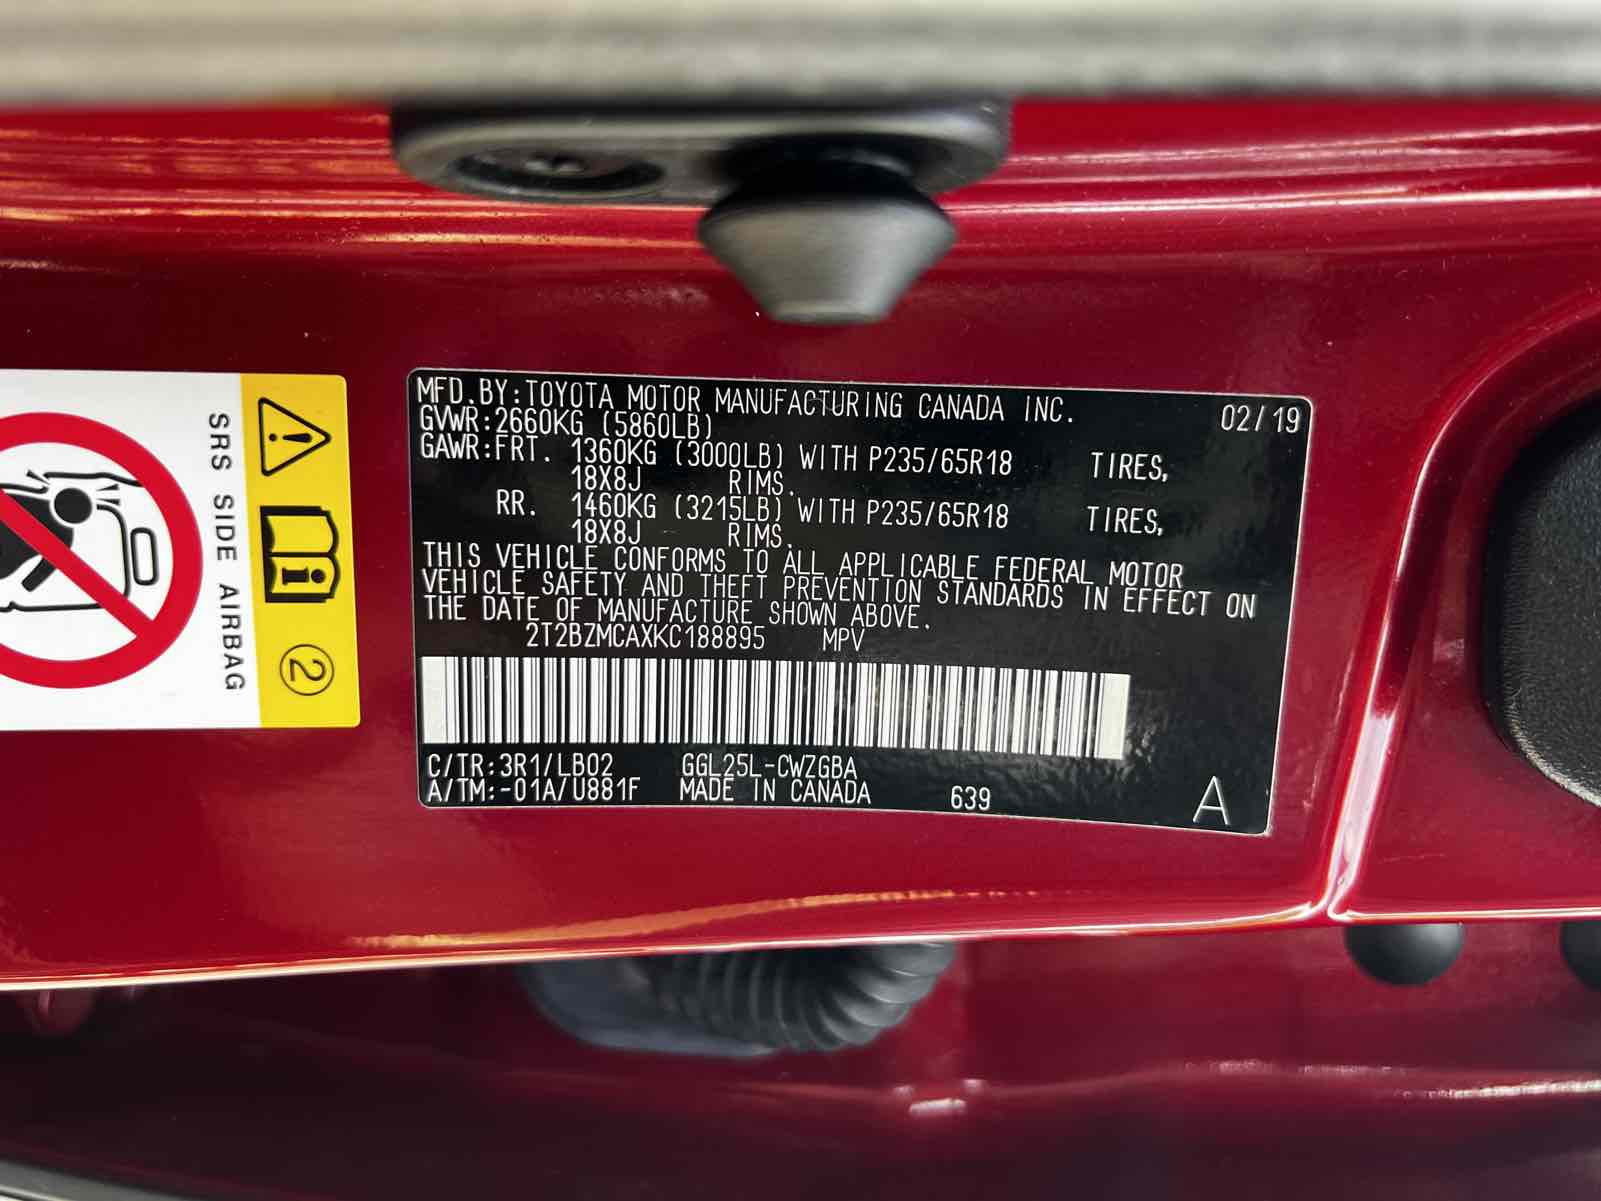 SRS SIDE AIRBAG
2
MFD.BY:TOYOTA MOTOR MANUFACTURING CANADA INC. 02/19
GVWR:2660KG (5860LB)
GAWR:FRT. 1360KG (3000LB) WITH P235/65R18 TIRES,
18X8J RIMS.
RR. 1460KG (3215LB) WITH P235/65R18 TIRES,
18X8J RIMS.
THIS VEHICLE CONFORMS TO ALL APPLICABLE FEDERAL MOTOR
VEHICLE SAFETY AND THEFT PREVENTION STANDARDS IN EFFECT ON
THE DATE OF MANUFACTURE SHOWN ABOVE.
2T2BZMCAXKC188895 MPV
C/TR:3R1/LB02 GGL25L-CWZGBA
A/TM:-01A/U881F MADE IN CANADA 639 A